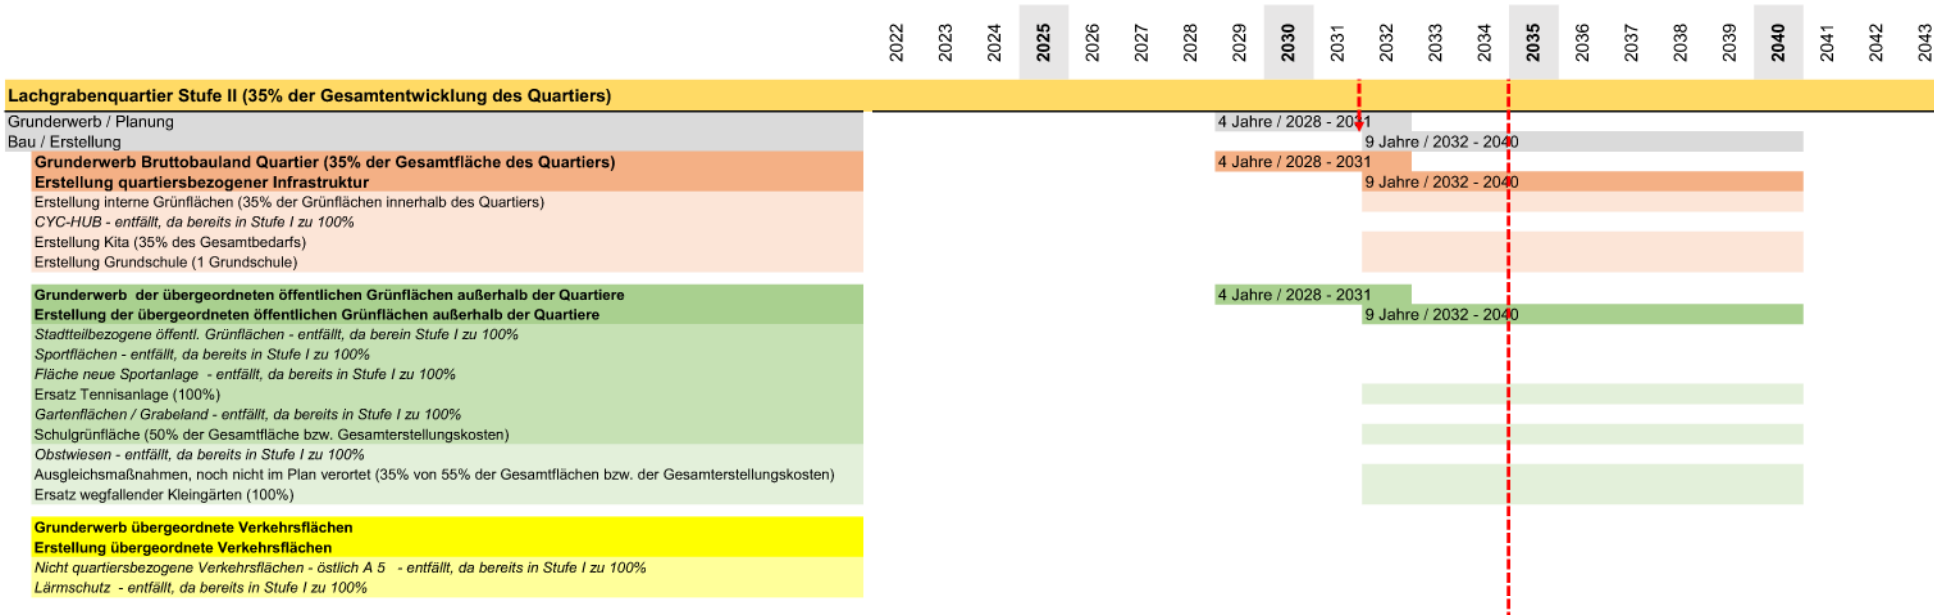 2022 2023 2024 2025 2026 2027 2028 2029 2030 2031 2032 2033 2034 2035 2036 2037 2038 2039 2040 2041 2042 2043
Lachgrabenquartier Stufe II (35% der Gesamtentwicklung des Quartiers)
Grunderwerb / Planung 4 Jahre / 2028 - 2031
Bau / Erstellung 9 Jahre / 2032 - 2040
Grunderwerb Bruttobauland Quartier (35% der Gesamtfläche des Quartiers) 4 Jahre / 2028 - 2031
Erstellung quartiersbezogener Infrastruktur 9 Jahre / 2032 - 2040
Erstellung interne Grünflächen (35% der Grünflächen innerhalb des Quartiers)
CYC-HUB - entfällt, da bereits in Stufe I zu 100%
Erstellung Kita (35% des Gesamtbedarfs)
Erstellung Grundschule (1 Grundschule)
Grunderwerb der übergeordneten öffentlichen Grünflächen außerhalb der Quartiere 4 Jahre / 2028 - 2031
Erstellung der übergeordneten öffentlichen Grünflächen außerhalb der Quartiere 9 Jahre / 2032 - 2040
Stadtteilbezogene öffentl. Grünflächen - entfällt, da berein Stufe I zu 100%
Sportflächen - entfällt, da bereits in Stufe I zu 100%
Fläche neue Sportanlage - entfällt, da bereits in Stufe I zu 100%
Ersatz Tennisanlage (100%)
Gartenflächen / Grabeland - entfällt, da bereits in Stufe I zu 100%
Schulgrünfläche (50% der Gesamtfläche bzw. Gesamterstellungskosten)
Obstwiesen - entfällt, da bereits in Stufe I zu 100%
Ausgleichsmaßnahmen, noch nicht im Plan verortet (35% von 55% der Gesamtflächen bzw. der Gesamterstellungskosten)
Ersatz wegfallender Kleingärten (100%)
Grunderwerb übergeordnete Verkehrsflächen
Erstellung übergeordnete Verkehrsflächen
Nicht quartiersbezogene Verkehrsflächen - östlich A 5 - entfällt, da bereits in Stufe I zu 100%
Lärmschutz - entfällt, da bereits in Stufe I zu 100%